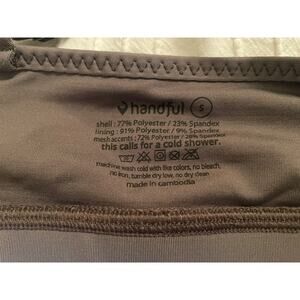 handful S
shell : 77% Polyester / 23% Spandex
lining : 91% Polyester / 9% Spandex
mesh accents : 72% Polyester / 28% Spandex
this calls for a cold shower.
machine wash cold with like colors, no bleach,
no iron, tumble dry low, no dry clean
made in cambodia